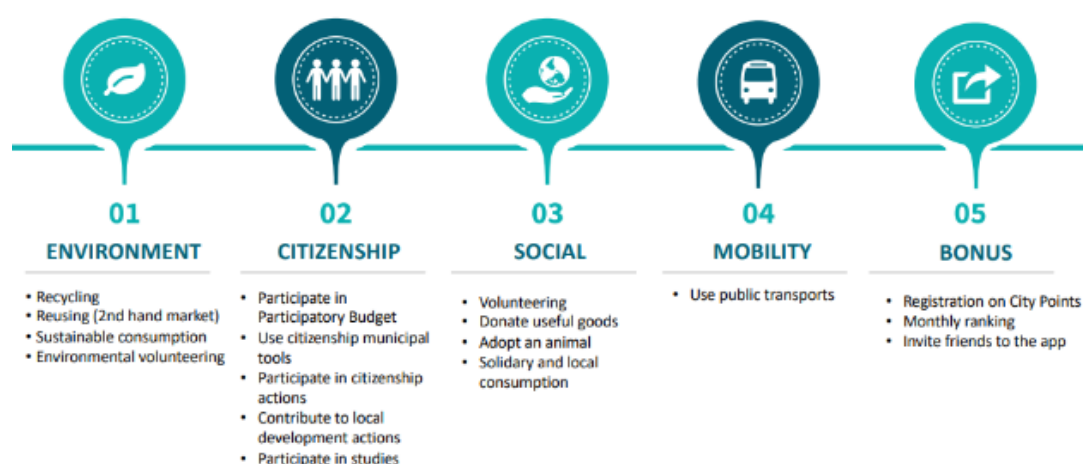 01
ENVIRONMENT
• Recycling
• Reusing (2nd hand market)
• Sustainable consumption
• Environmental volunteering
02
CITIZENSHIP
• Participate in
Participatory Budget
• Use citizenship municipal
tools
• Participate in citizenship
actions
• Contribute to local
development actions
• Participate in studies
03
SOCIAL
• Volunteering
• Donate useful goods
• Adopt an animal
• Solidary and local
consumption
04
MOBILITY
• Use public transports
05
BONUS
• Registration on City Points
• Monthly ranking
• Invite friends to the app